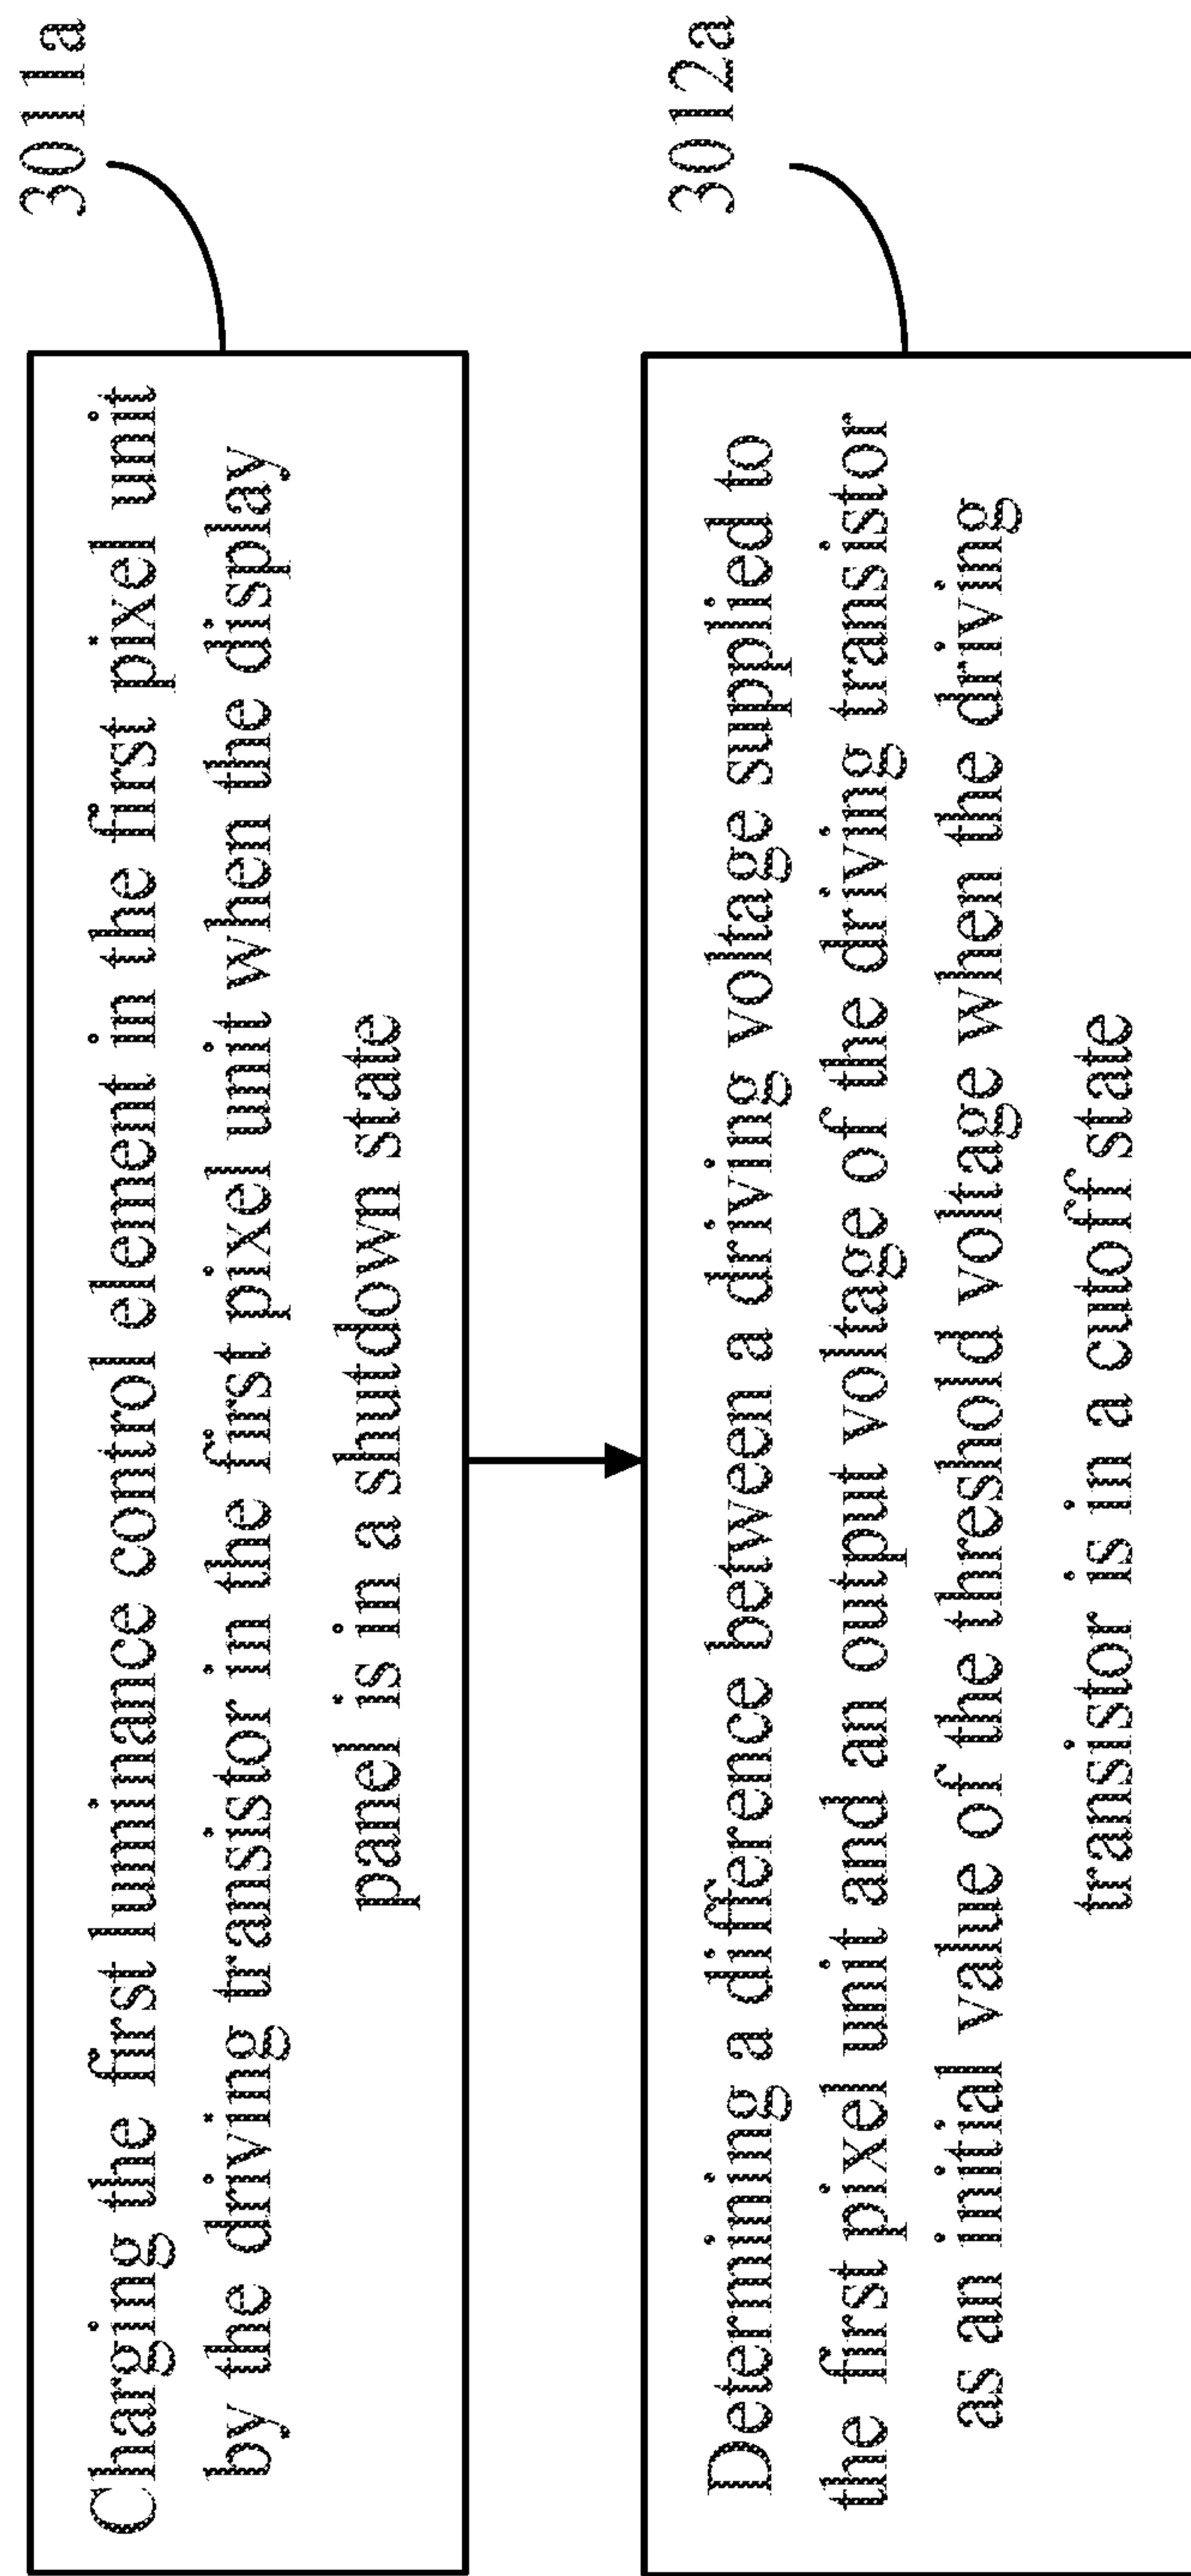 3011a
Charging the first luminance control element in the first pixel unit
by the driving transistor in the first pixel unit when the display
panel is in a shutdown state
3012a
Determining a difference between a driving voltage supplied to
the first pixel unit and an output voltage of the driving transistor
as an initial value of the threshold voltage when the driving
transistor is in a cutoff state